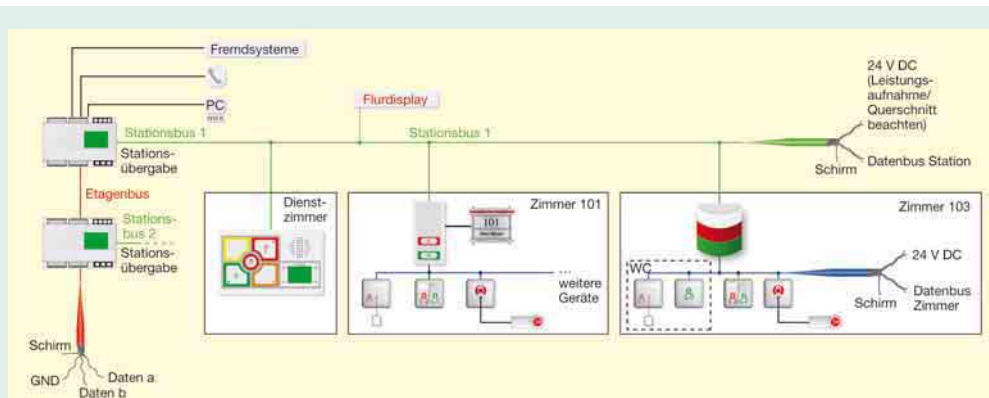 Fremdsysteme
PC
Flurdisplay
24 V DC
(Leistungs-
aufnahme/
Querschnitt
beachten)
Stationsbus 1
Stationsbus 1
Stations-
übergabe
Schirm
Datenbus Station
Etagenbus
Stations-
bus 2
Stations-
übergabe
Dienst-
zimmer
Zimmer 101
101
Zimmer 103
...
weitere
Geräte
WC
24 V DC
Schirm
Datenbus
Zimmer
Schirm
GND
Daten a
Daten b